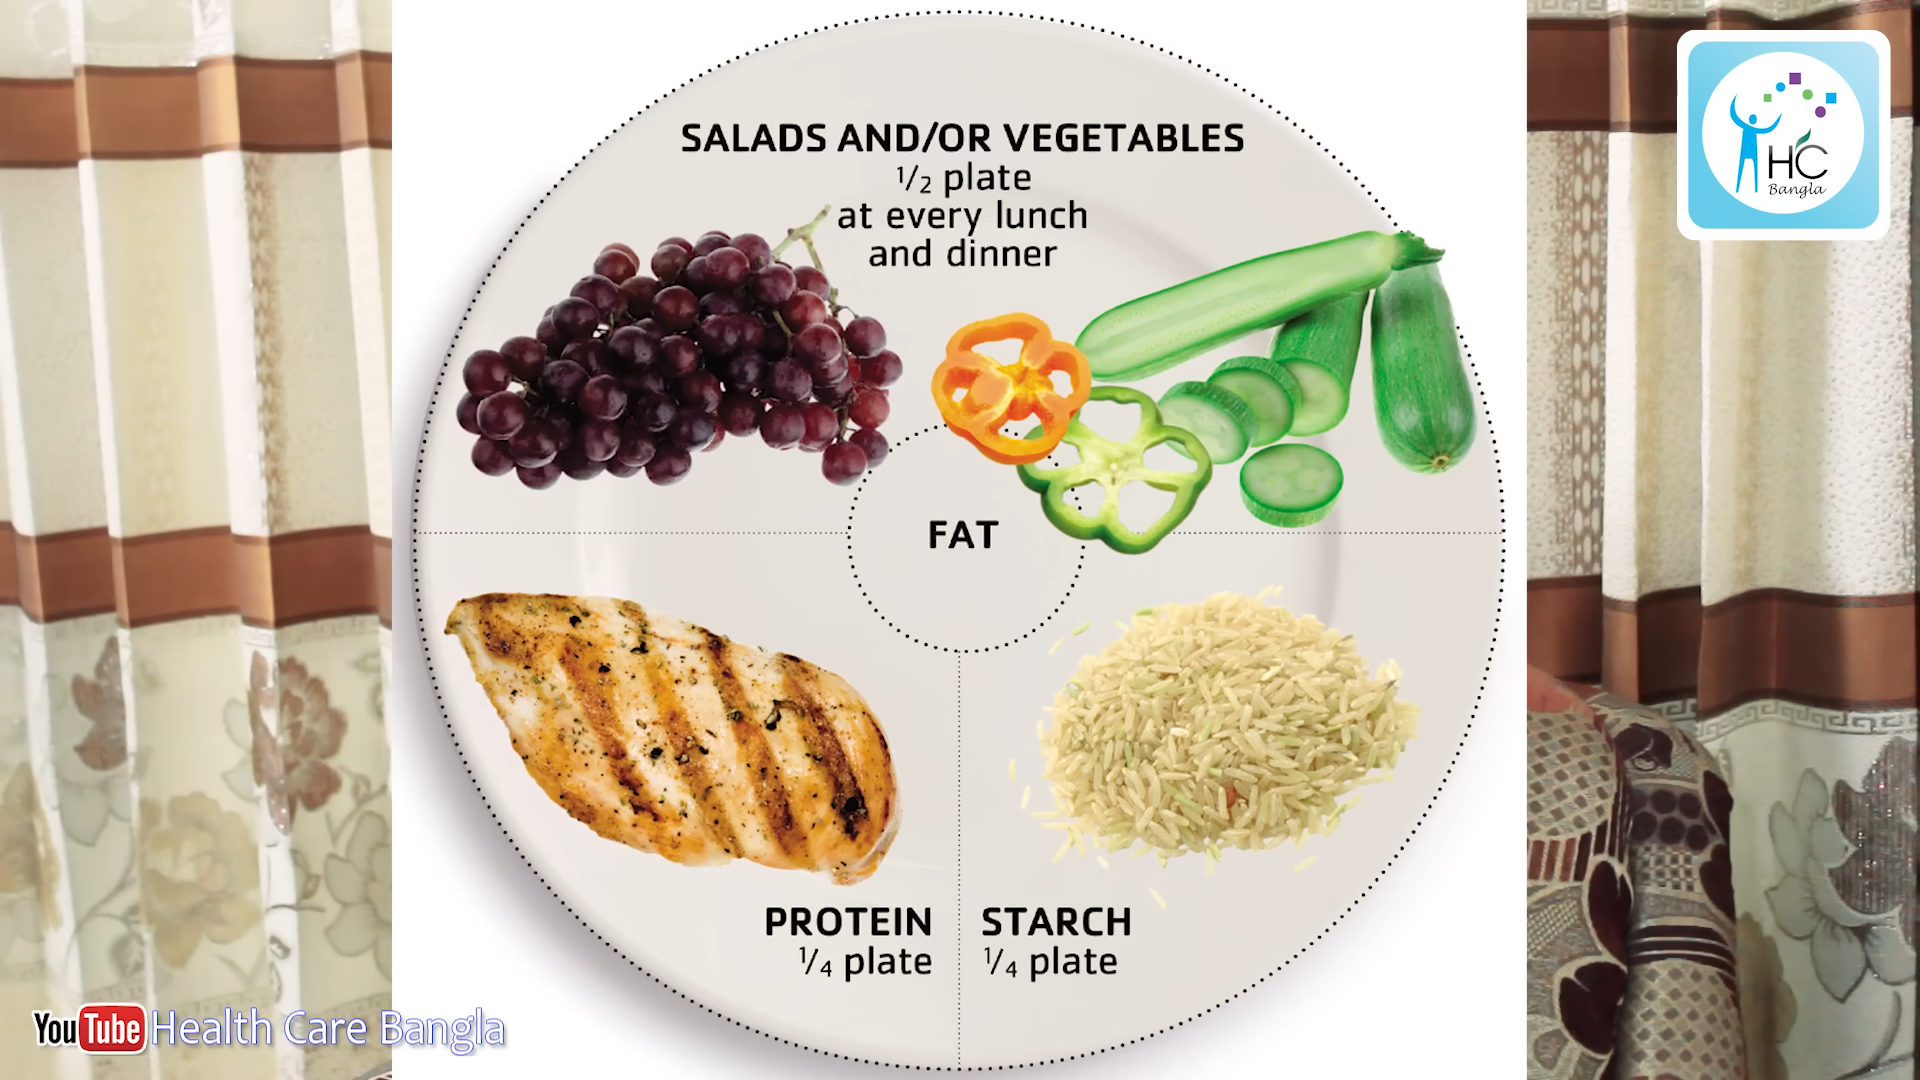 SALADS AND/OR VEGETABLES
1/2 plate
at every lunch
and dinner
FAT
PROTEIN
1/4 plate
STARCH
1/4 plate
HC
Bangla
YouTube Health Care Bangla